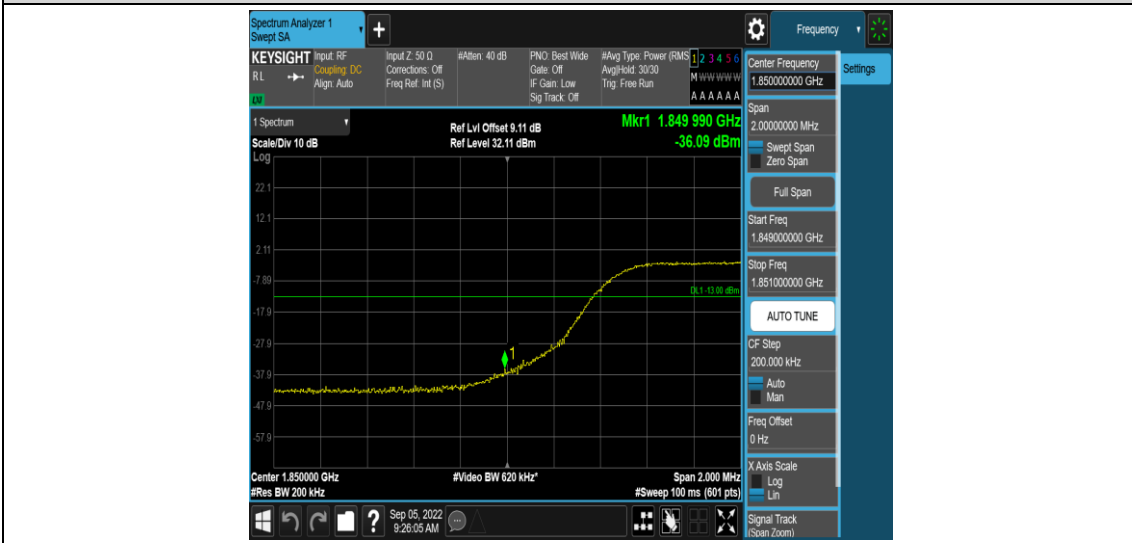 Spectrum Analyzer 1
Swept SA
Frequency
KEYSIGHT Input: RF Input Z: 50 Ω #Atten: 40 dB PNO: Best Wide #Avg Type: Power (RMS 1 2 3 4 5 6
R L Coupling: DC Corrections: Off Gate: Off Avg|Hold: 30/30 M W W W W W
Align: Auto Freq Ref: Int (S) IF Gain: Low Trig: Free Run
Sig Track: Off A A A A A A
Center Frequency
1.850000000 GHz
Settings
Span
2.00000000 MHz
Swept Span
Zero Span
Full Span
Start Freq
1.849000000 GHz
Stop Freq
1.851000000 GHz
AUTO TUNE
CF Step
200.000 kHz
Auto
Man
Freq Offset
0 Hz
X Axis Scale
Log
Lin
Signal Track
(Span Zoom)
1 Spectrum
Scale/Div 10 dB
Log
Ref Lvl Offset 9.11 dB
Ref Level 32.11 dBm
Mkr1 1.849 990 GHz
-36.09 dBm
22.1
12.1
2.11
-7.89
DL1 -13.00 dBm
-17.9
-27.9
1
-37.9
-47.9
-57.9
Center 1.850000 GHz #Video BW 620 kHz* Span 2.000 MHz
#Res BW 200 kHz #Sweep 100 ms (601 pts)
? Sep 05, 2022
9:26:05 AM